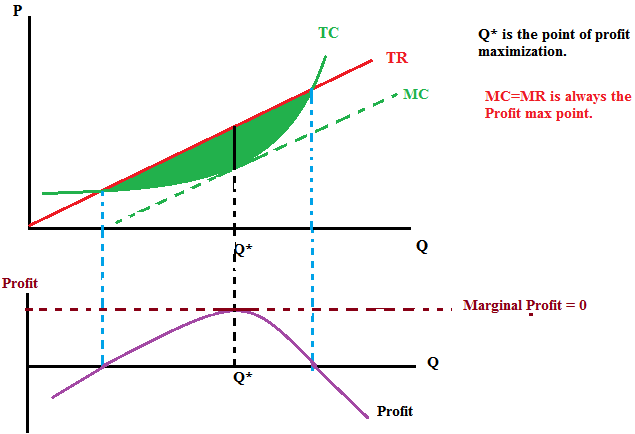 P
TC
TR
MC
Q* is the point of profit
maximization.
MC=MR is always the
Profit max point.
Q*
Q
Profit
Marginal Profit = 0
Q
Q*
Profit